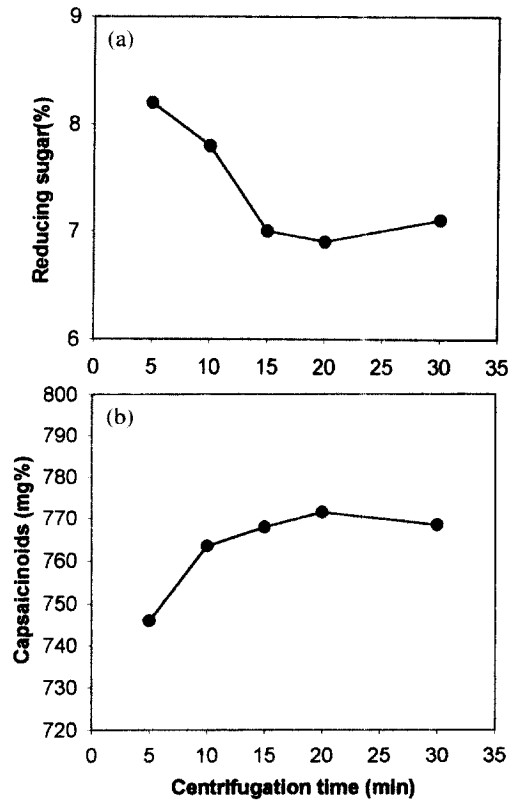 (a)
Reducing sugar(%)
9
8
7
6
0 5 10 15 20 25 30 35
(b)
Capsaicinoids (mg%)
800
790
780
770
760
750
740
730
720
0 5 10 15 20 25 30 35
Centrifugation time (min)